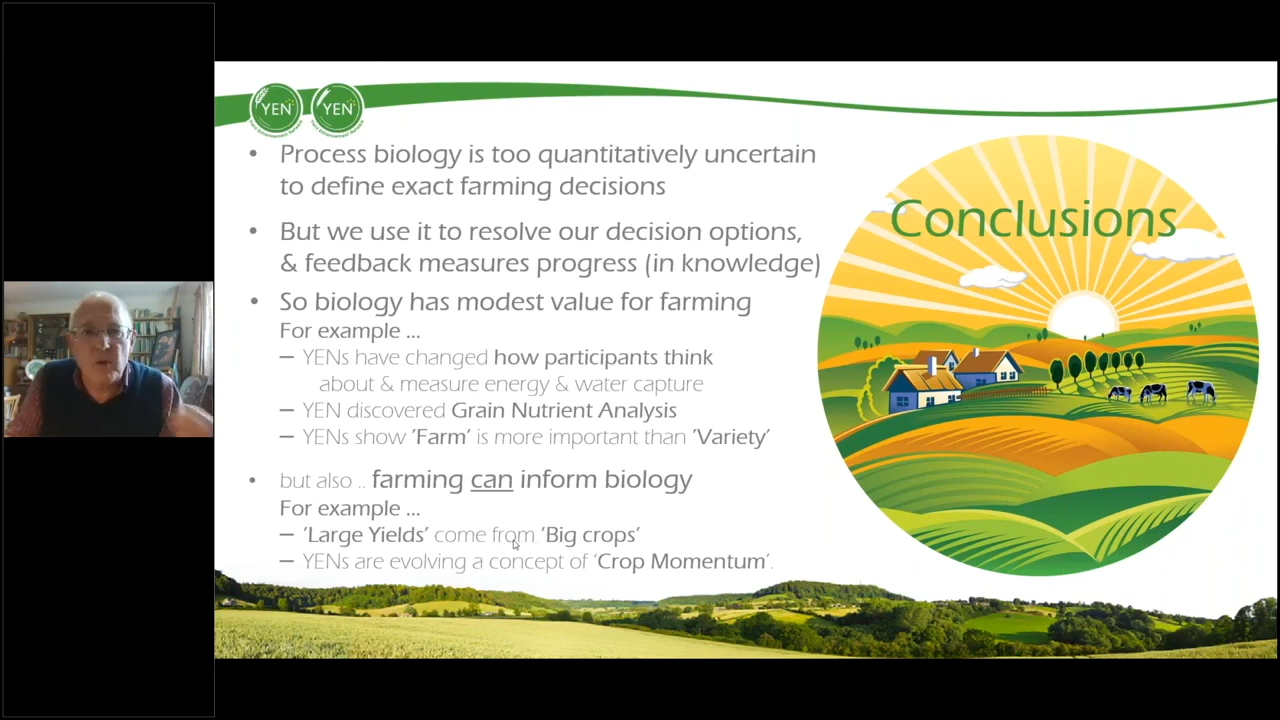 YEN YEN
Conclusions
• Process biology is too quantitatively uncertain
to define exact farming decisions
• But we use it to resolve our decision options,
& feedback measures progress (in knowledge)
• So biology has modest value for farming
For example ...
– YENs have changed how participants think
about & measure energy & water capture
– YEN discovered Grain Nutrient Analysis
– YENs show 'Farm' is more important than 'Variety'
• but also .. farming can inform biology
For example ...
– 'Large Yields' come from 'Big crops'
– YENs are evolving a concept of 'Crop Momentum'.